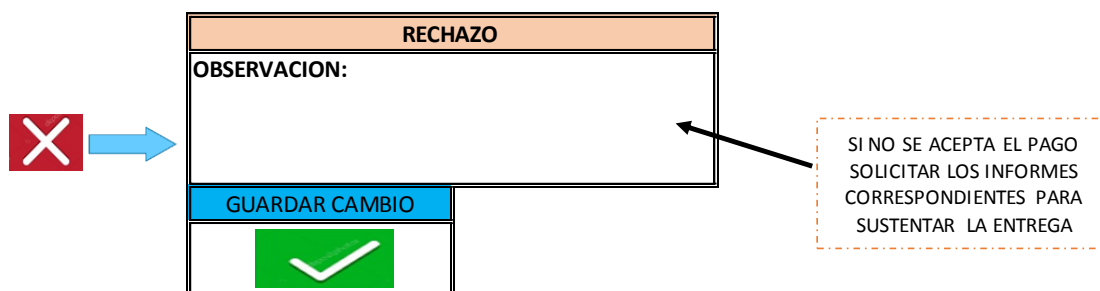 RECHAZO
OBSERVACION:
SI NO SE ACEPTA EL PAGO
SOLICITAR LOS INFORMES
CORRESPONDIENTES PARA
SUSTENTAR LA ENTREGA
GUARDAR CAMBIO